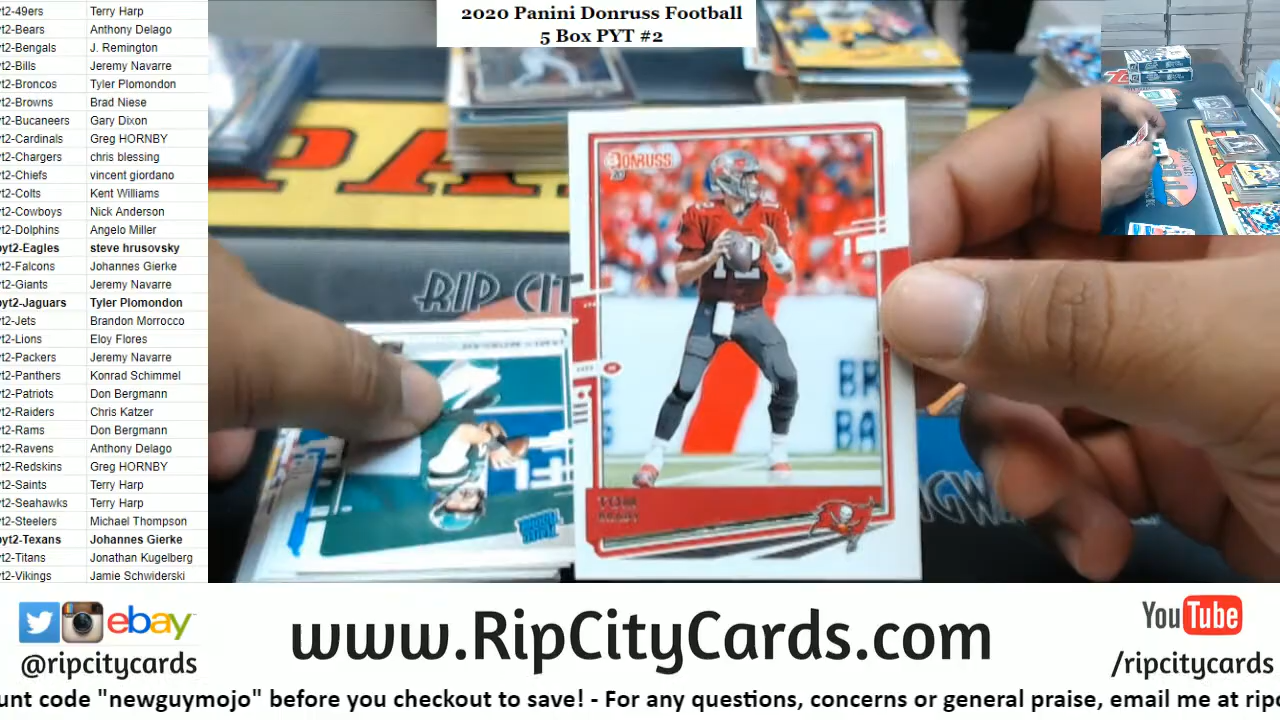 2020 Panini Donruss Football
5 Box PYT #2
yt2-49ers Terry Harp
yt2-Bears Anthony Delago
yt2-Bengals J. Remington
yt2-Bills Jeremy Navarre
yt2-Broncos Tyler Plomondon
yt2-Browns Brad Niese
yt2-Bucaneers Gary Dixon
yt2-Cardinals Greg HORNBY
yt2-Chargers chris blessing
yt2-Chiefs vincent giordano
yt2-Colts Kent Williams
yt2-Cowboys Nick Anderson
yt2-Dolphins Angelo Miller
pyt2-Eagles steve hrusovsky
yt2-Falcons Johannes Gierke
yt2-Giants Jeremy Navarre
pyt2-Jaguars Tyler Plomondon
yt2-Jets Brandon Morrocco
yt2-Lions Eloy Flores
yt2-Packers Jeremy Navarre
yt2-Panthers Konrad Schimmel
yt2-Patriots Don Bergmann
yt2-Raiders Chris Katzer
yt2-Rams Don Bergmann
yt2-Ravens Anthony Delago
yt2-Redskins Greg HORNBY
yt2-Saints Terry Harp
yt2-Seahawks Terry Harp
yt2-Steelers Michael Thompson
pyt2-Texans Johannes Gierke
yt2-Titans Jonathan Kugelberg
yt2-Vikings Jamie Schwiderski
DONRUSS
20
12
BR
BA
TOM
BRADY
RIP CIT
ebay
@ripcitycards
www.RipCityCards.com
YouTube
/ripcitycards
unt code "newguymojo" before you checkout to save! - For any questions, concerns or general praise, email me at ripc